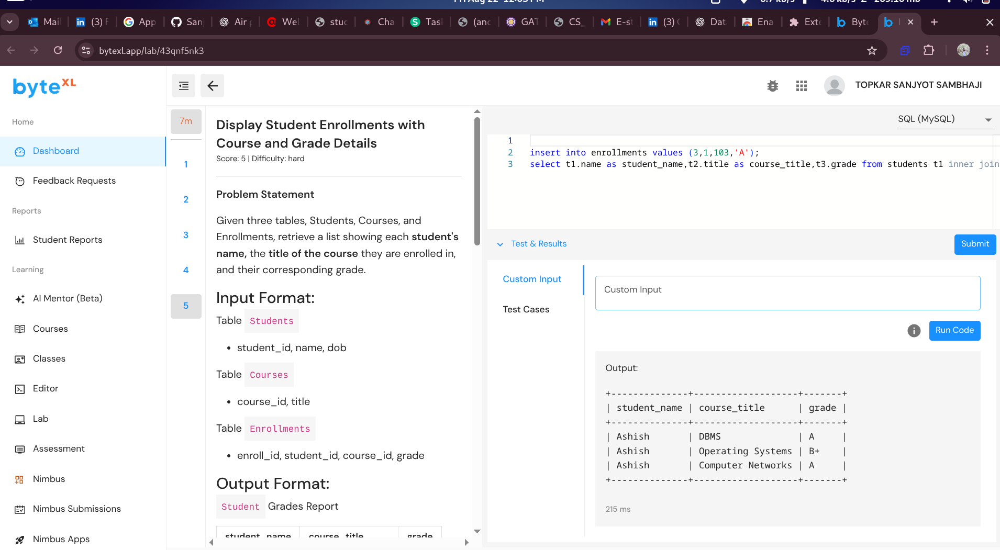 Mail
(3) F
App
San
Air p
Wel
stud
Cha
Task
(anc
GAT
CS_
E-st
(3) C
Data
Ena
Exte
Byte
bytexl.app/lab/43qnf5nk3
byteXL
TOPKAR SANJYOT SAMBHAJI
Home
Dashboard
Feedback Requests
Reports
Student Reports
Learning
AI Mentor (Beta)
Courses
Classes
Editor
Lab
Assessment
Nimbus
Nimbus Submissions
Nimbus Apps
7m
1
2
3
4
5
Display Student Enrollments with
Course and Grade Details
Score: 5 | Difficulty: hard
Problem Statement
Given three tables, Students, Courses, and
Enrollments, retrieve a list showing each student's
name, the title of the course they are enrolled in,
and their corresponding grade.
Input Format:
Table Students
• student_id, name, dob
Table Courses
• course_id, title
Table Enrollments
• enroll_id, student_id, course_id, grade
Output Format:
Student Grades Report
student_name course_title grade
SQL (MySQL)
1
2 insert into enrollments values (3,1,103,'A');
3 select t1.name as student_name,t2.title as course_title,t3.grade from students t1 inner join
Test & Results
Submit
Custom Input
Test Cases
Custom Input
Run Code
Output:
+--------------+-------------------+-------+
| student_name | course_title      | grade |
+--------------+-------------------+-------+
| Ashish       | DBMS              | A     |
| Ashish       | Operating Systems | B+    |
| Ashish       | Computer Networks | A     |
+--------------+-------------------+-------+
215 ms